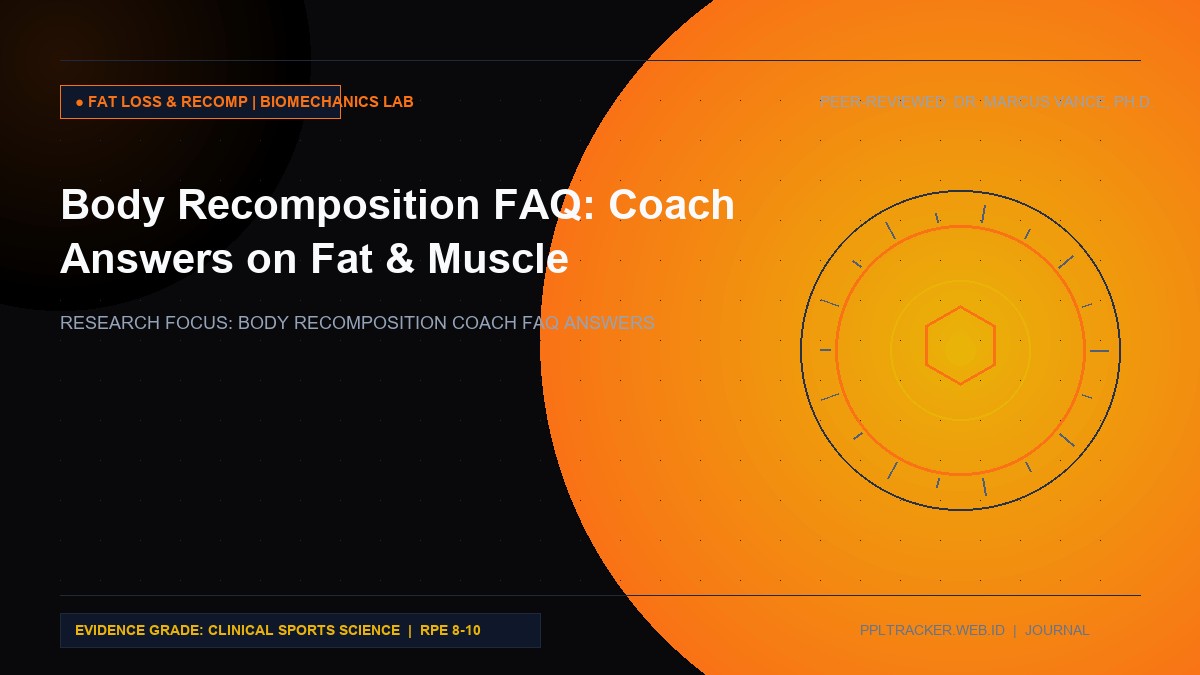 ● FAT LOSS & RECOMP | BIOMECHANICS LAB
PEER-REVIEWED: DR. MARCUS VANCE, PH.D
Body Recomposition FAQ: Coach
Answers on Fat & Muscle
RESEARCH FOCUS: BODY RECOMPOSITION COACH FAQ ANSWERS
EVIDENCE GRADE: CLINICAL SPORTS SCIENCE | RPE 8-10
PPLTRACKER.WEB.ID | JOURNAL